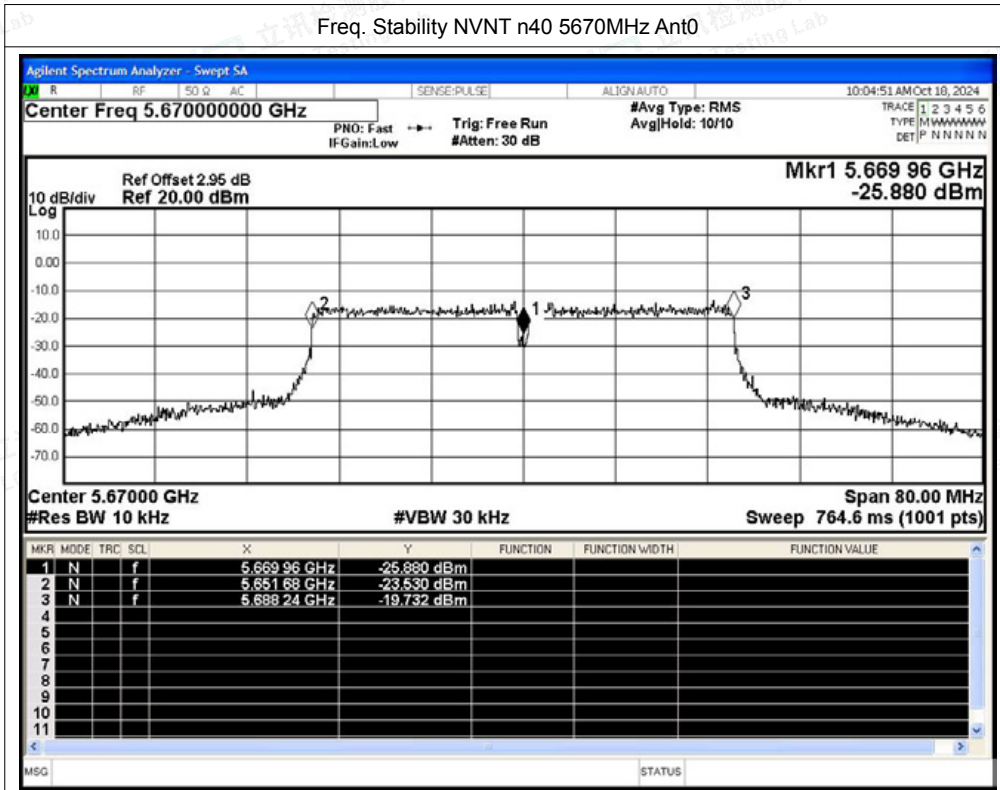 Freq. Stability NVNT n40 5670MHz Ant0
Agilent Spectrum Analyzer - Swept SA
R RF 50 Ω AC SENSE:PULSE ALIGN AUTO 10:04:51 AM Oct 18, 2024
Center Freq 5.670000000 GHz #Avg Type: RMS TRACE 1 2 3 4 5 6
PNO: Fast Trig: Free Run Avg|Hold: 10/10 TYPE M
IFGain:Low #Atten: 30 dB DET P N N N N N
Mkr1 5.669 96 GHz
Ref Offset 2.95 dB
10 dB/div Ref 20.00 dBm -25.880 dBm
Log
10.0
0.00
-10.0
-20.0
-30.0
-40.0
-50.0
-60.0
-70.0
2 1 3
Center 5.67000 GHz Span 80.00 MHz
#Res BW 10 kHz #VBW 30 kHz Sweep 764.6 ms (1001 pts)
MKR MODE TRC SCL X Y FUNCTION FUNCTION WIDTH FUNCTION VALUE
1 N f 5.669 96 GHz -25.880 dBm
2 N f 5.651 68 GHz -23.530 dBm
3 N f 5.688 24 GHz -19.732 dBm
4
5
6
7
8
9
10
11
MSG STATUS